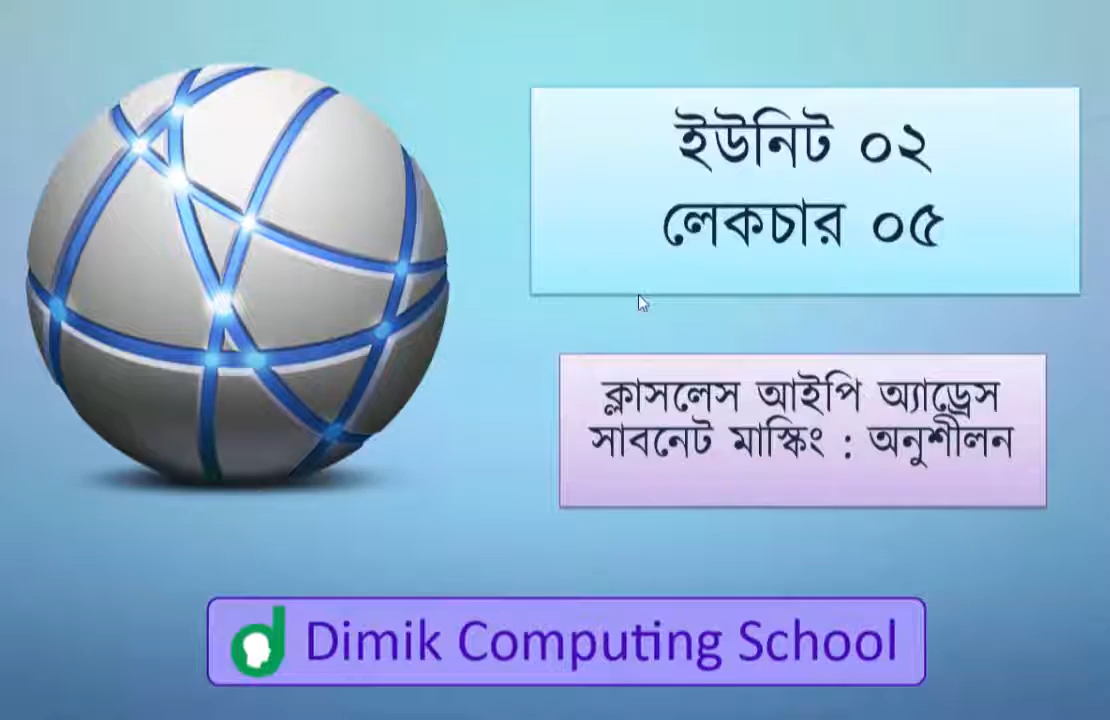 ইউনিট ০২
লেকচার ০৫
ক্লাসলেস আইপি অ্যাড্রেস
সাবনেট মাস্কিং : অনুশীলন
Dimik Computing School